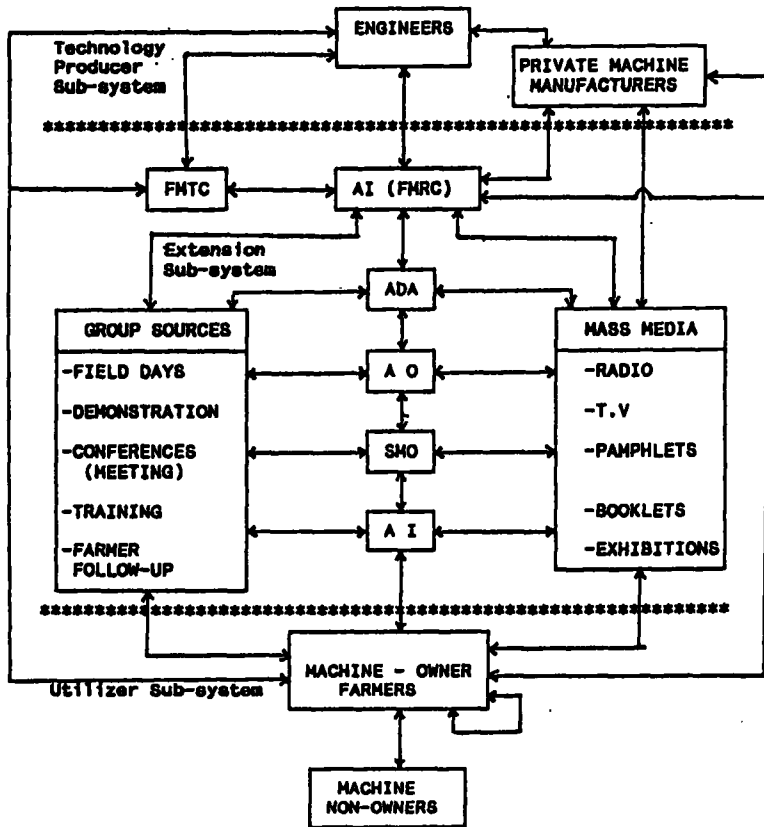 ENGINEERS
Technology
Producer
Sub-system
PRIVATE MACHINE
MANUFACTURERS
************************************************************
FMTC
AI (FMRC)
Extension
Sub-system
ADA
GROUP SOURCES
MASS MEDIA
-FIELD DAYS
A O
-RADIO
-DEMONSTRATION
-T.V
-CONFERENCES
(MEETING)
SMO
-PAMPHLETS
-TRAINING
A I
-BOOKLETS
-FARMER
FOLLOW-UP
-EXHIBITIONS
************************************************************
MACHINE - OWNER
FARMERS
Utilizer Sub-system
MACHINE
NON-OWNERS